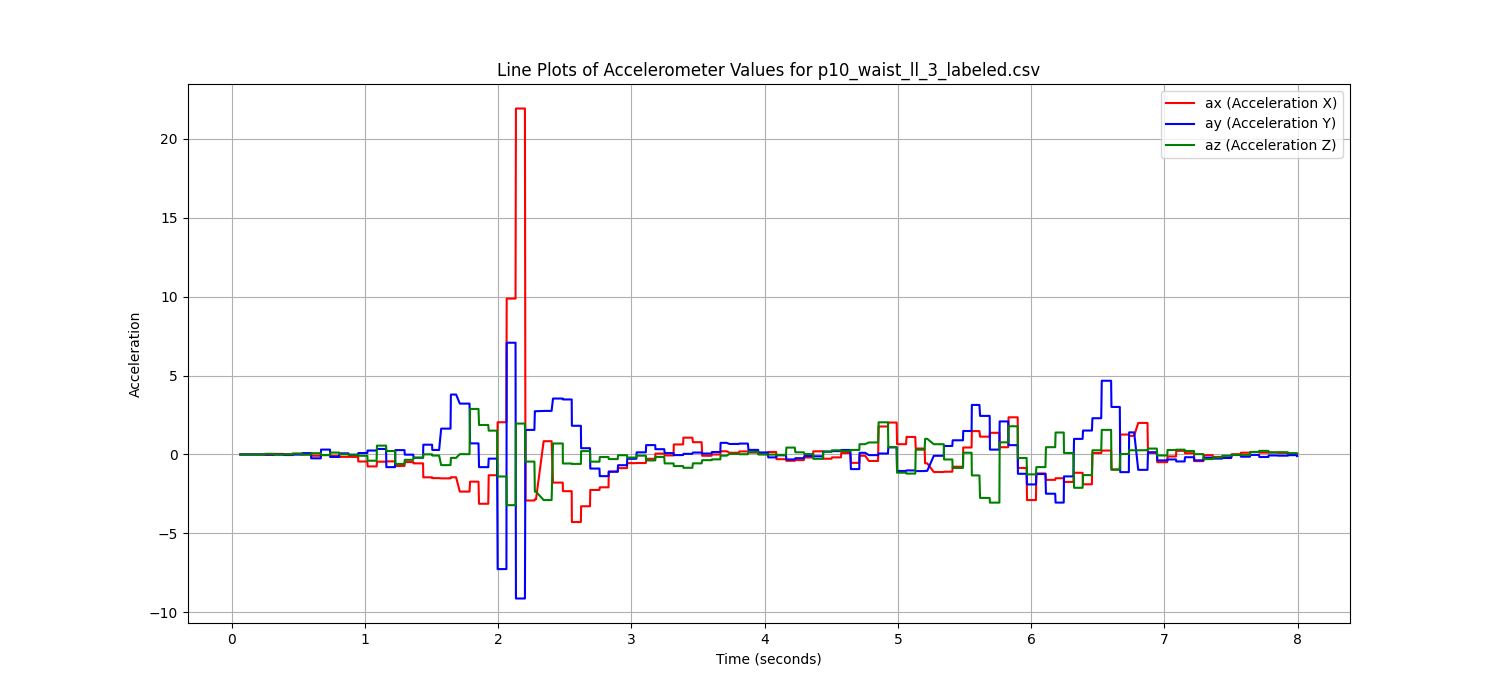 Line Plots of Accelerometer Values for p10_waist_ll_3_labeled.csv
ax (Acceleration X)
ay (Acceleration Y)
az (Acceleration Z)
Acceleration
20
15
10
5
0
−5
−10
0 1 2 3 4 5 6 7 8
Time (seconds)